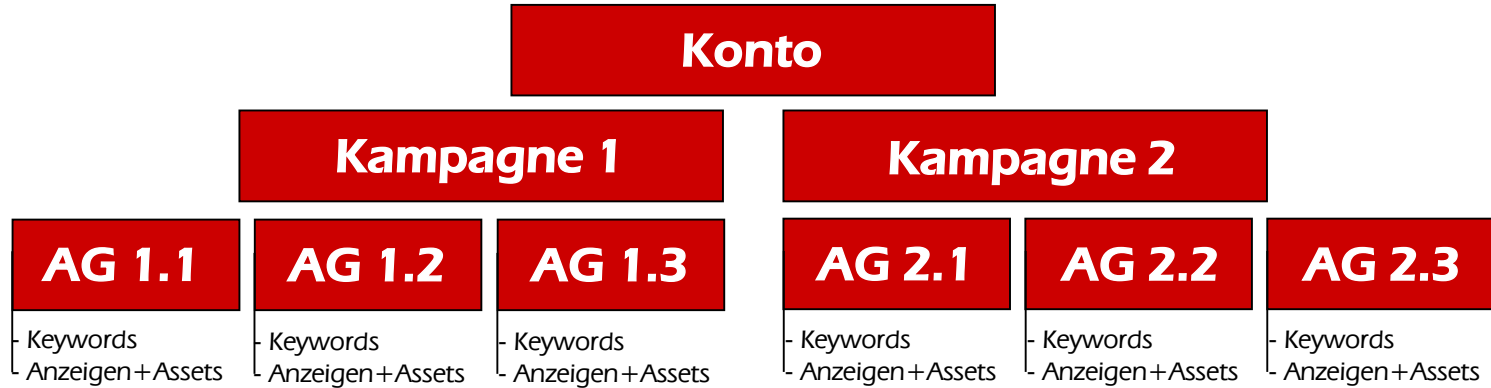 Konto
Kampagne 1
Kampagne 2
AG 1.1
AG 1.2
AG 1.3
AG 2.1
AG 2.2
AG 2.3
- Keywords
- Anzeigen+Assets
- Keywords
- Anzeigen+Assets
- Keywords
- Anzeigen+Assets
- Keywords
- Anzeigen+Assets
- Keywords
- Anzeigen+Assets
- Keywords
- Anzeigen+Assets